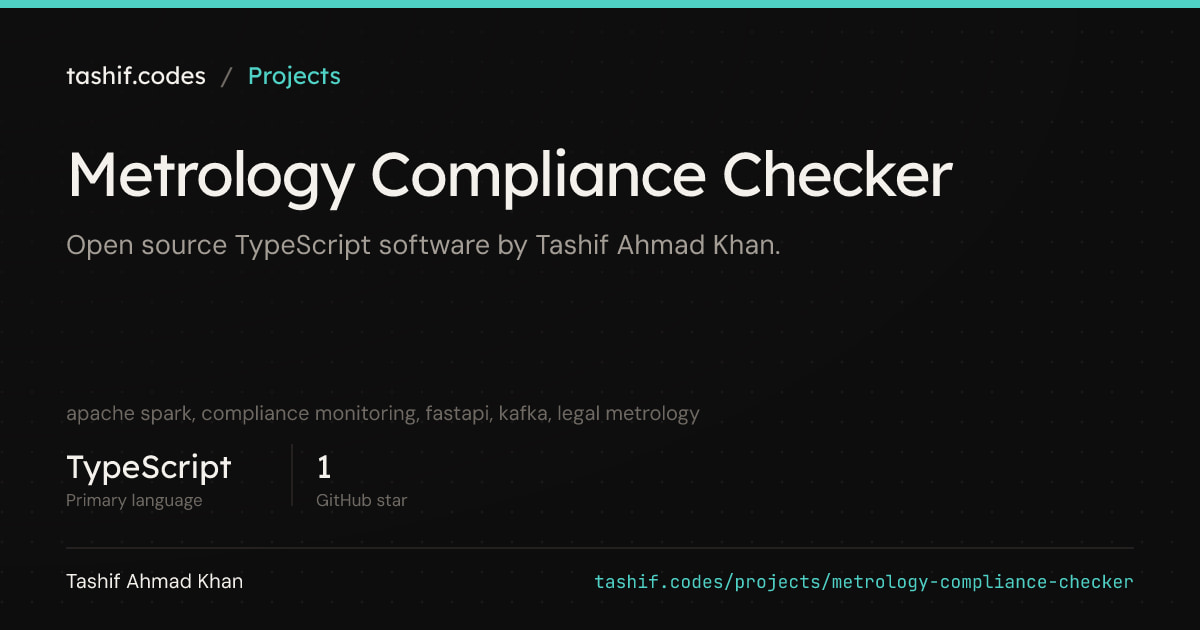 tashif.codes / Projects
Metrology Compliance Checker
Open source TypeScript software by Tashif Ahmad Khan.
apache spark, compliance monitoring, fastapi, kafka, legal metrology
TypeScript
Primary language
1
GitHub star
Tashif Ahmad Khan
tashif.codes/projects/metrology-compliance-checker